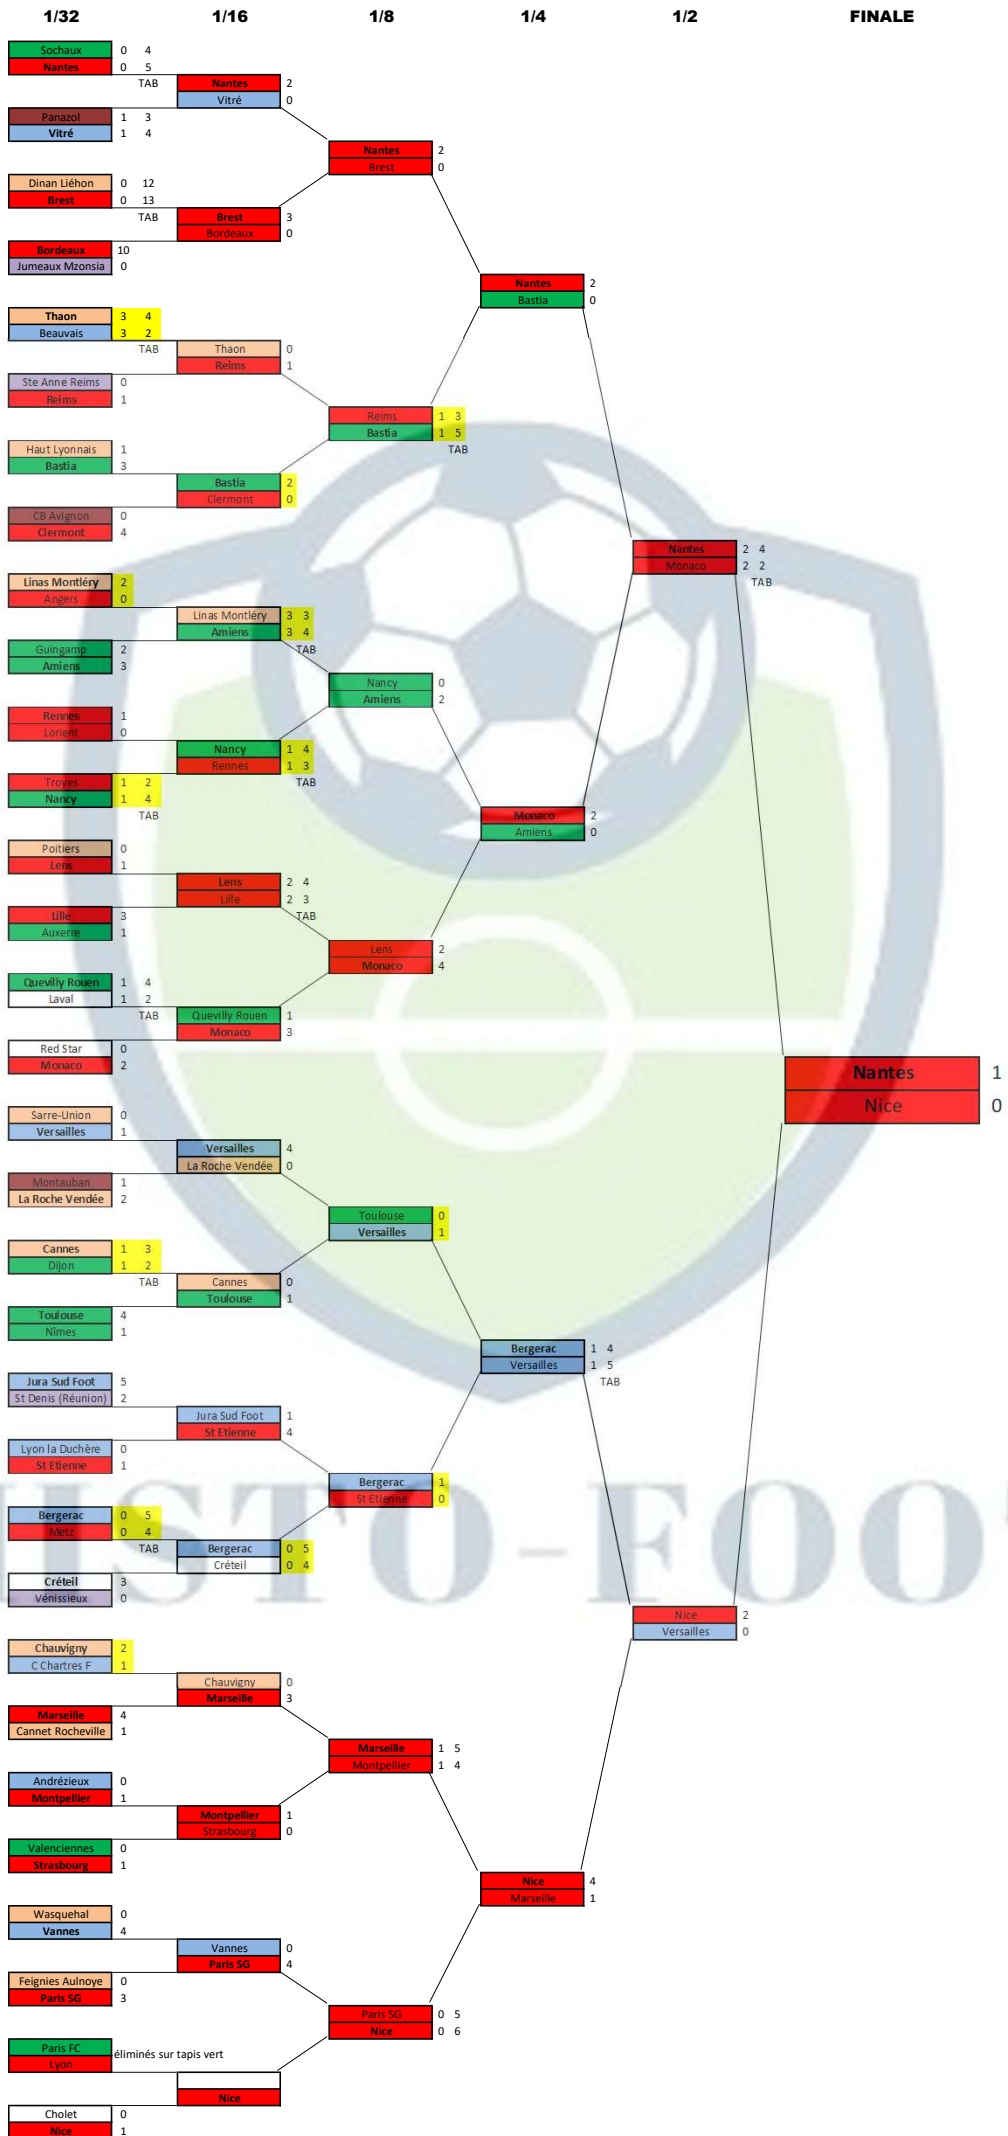 1/32 1/16 1/8 1/4 1/2 FINALE
Sochaux 0 4
Nantes 0 5
TAB
Nantes 2
Vitré 0
Panazol 1 3
Vitré 1 4
Nantes 2
Brest 0
Dinan Liéhon 0 12
Brest 0 13
TAB
Brest 3
Bordeaux 0
Bordeaux 10
Jumeaux Mzonsia 0
Nantes 2
Bastia 0
Thaon 3 4
Beauvais 3 2
TAB
Thaon 0
Reims 1
Ste Anne Reims 0
Reims 1
Reims 1 3
Bastia 1 5
TAB
Haut Lyonnais 1
Bastia 3
Bastia 2
Clermont 0
CB Avignon 0
Clermont 4
Nantes 2 4
Monaco 2 2
TAB
Linas Montléry 2
Angers 0
Linas Montléry 3 3
Amiens 3 4
TAB
Guingamp 2
Amiens 3
Nancy 0
Amiens 2
Rennes 1
Lorient 0
Nancy 1 4
Rennes 1 3
TAB
Troyes 1 2
Nancy 1 4
TAB
Monaco 2
Amiens 0
Poitiers 0
Lens 1
Lens 2 4
Lille 2 3
TAB
Lille 3
Auxerre 1
Lens 2
Monaco 4
Quevilly Rouen 1 4
Laval 1 2
TAB
Quevilly Rouen 1
Monaco 3
Red Star 0
Monaco 2
Nantes 1
Nice 0
Sarre-Union 0
Versailles 1
Versailles 4
La Roche Vendée 0
Montauban 1
La Roche Vendée 2
Toulouse 0
Versailles 1
Cannes 1 3
Dijon 1 2
TAB
Cannes 0
Toulouse 1
Toulouse 4
Nîmes 1
Bergerac 1 4
Versailles 1 5
TAB
Jura Sud Foot 5
St Denis (Réunion) 2
Jura Sud Foot 1
St Etienne 4
Lyon la Duchère 0
St Etienne 1
Bergerac 1
St Etienne 0
HISTO-FOOT
Bergerac 0 5
Metz 0 4
TAB
Bergerac 0 5
Créteil 0 4
Créteil 3
Vénissieux 0
Nice 2
Versailles 0
Chauvigny 2
C Chartres F 1
Chauvigny 0
Marseille 3
Marseille 4
Cannet Rocheville 1
Marseille 1 5
Montpellier 1 4
Andrézieux 0
Montpellier 1
Montpellier 1
Strasbourg 0
Valenciennes 0
Strasbourg 1
Nice 4
Marseille 1
Wasquehal 0
Vannes 4
Vannes 0
Paris SG 4
Feignies Aulnoye 0
Paris SG 3
Paris SG 0 5
Nice 0 6
Paris FC
Lyon
éliminés sur tapis vert
Nice
Cholet 0
Nice 1